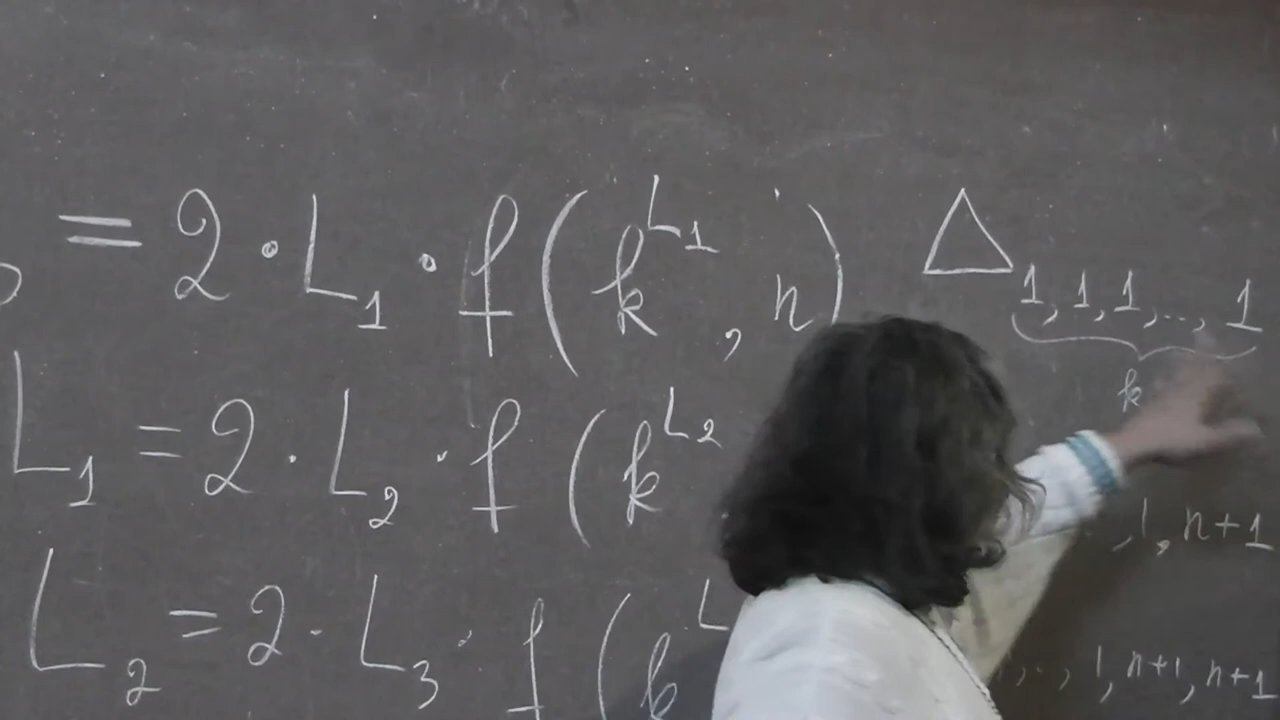 = 2 · L₁ · f(k^{L₁}, n) △ 1, 1, 1, ..., 1
k
L₁ = 2 · L₂ · f(k^{L₂}
, 1, n+1
L₂ = 2 · L₃ · f(k^{L
, .., 1, n+1, n+1